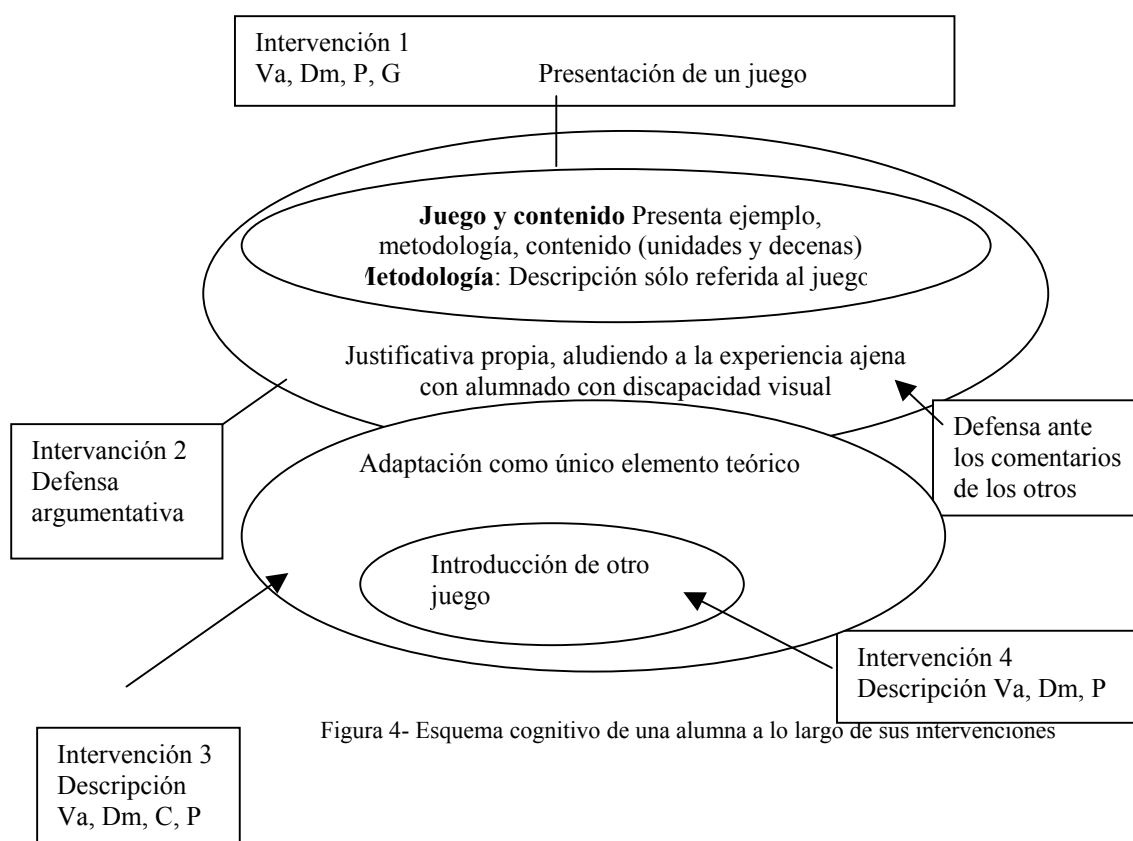 Intervención 1
Va, Dm, P, G Presentación de un juego
Juego y contenido Presenta ejemplo,
metodología, contenido (unidades y decenas)
Metodología: Descripción sólo referida al juego
Justificativa propia, aludiendo a la experiencia ajena
con alumnado con discapacidad visual
Intervanción 2
Defensa
argumentativa
Defensa ante
los comentarios
de los otros
Adaptación como único elemento teórico
Introducción de otro
juego
Intervención 4
Descripción Va, Dm, P
Figura 4- Esquema cognitivo de una alumna a lo largo de sus intervenciones
Intervención 3
Descripción
Va, Dm, C, P